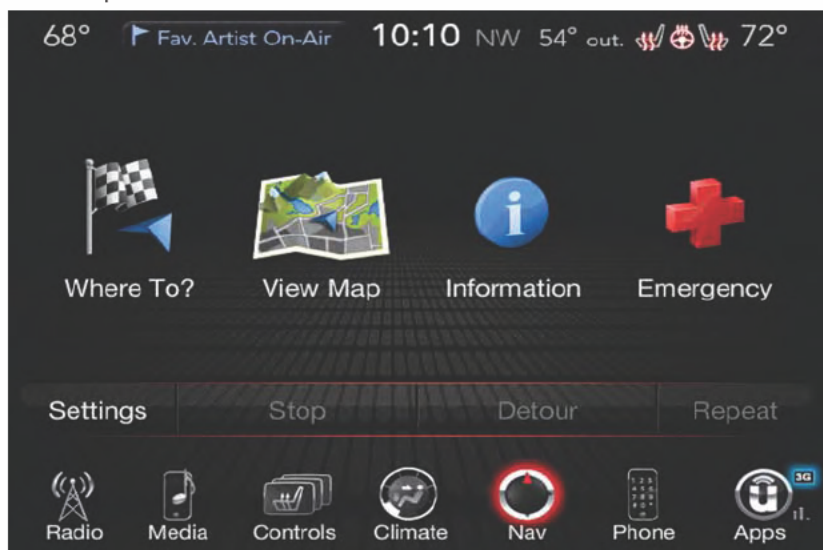 68° Fav. Artist On-Air 10:10 NW 54° out. 72°
Where To? View Map Information Emergency
Settings Stop Detour Repeat
3G
Radio Media Controls Climate Nav Phone Apps